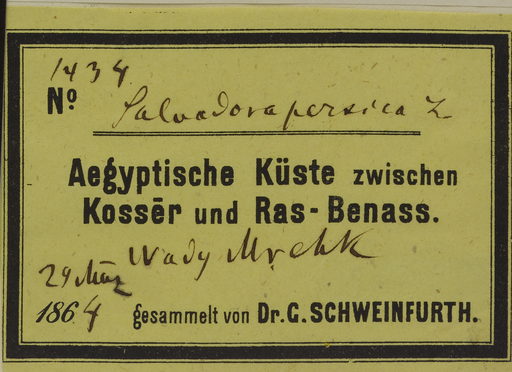 1434
Nº Salvadora persica L.
Aegyptische Küste zwischen
Kossēr und Ras-Benass.
Wady
29 März
1864 gesammelt von Dr. G. SCHWEINFURTH.